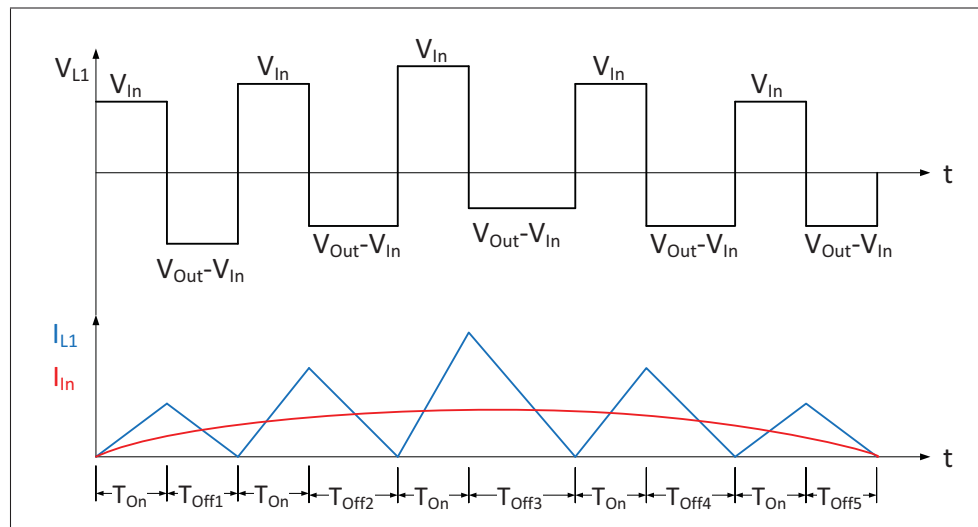 V_L1
V_In V_In V_In V_In V_In
t
V_Out-V_In V_Out-V_In V_Out-V_In V_Out-V_In V_Out-V_In
I_L1
I_In
t
T_On T_Off1 T_On T_Off2 T_On T_Off3 T_On T_Off4 T_On T_Off5